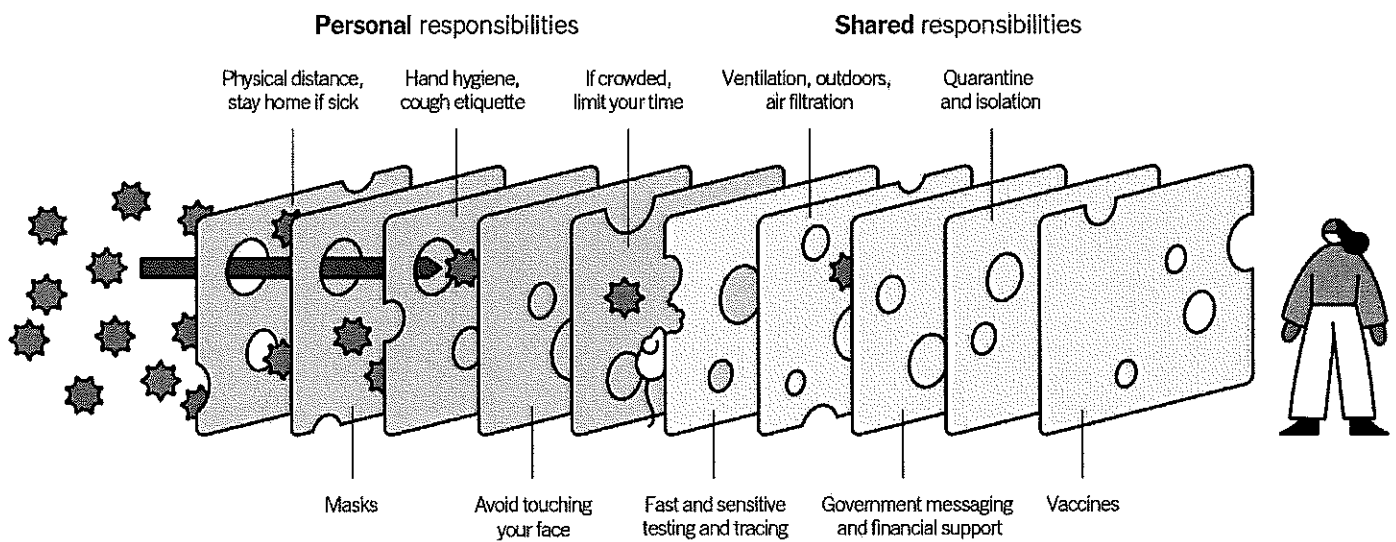 Personal responsibilities
Shared responsibilities
Physical distance,
stay home if sick
Hand hygiene,
cough etiquette
If crowded,
limit your time
Ventilation, outdoors,
air filtration
Quarantine
and isolation
Masks
Avoid touching
your face
Fast and sensitive
testing and tracing
Government messaging
and financial support
Vaccines